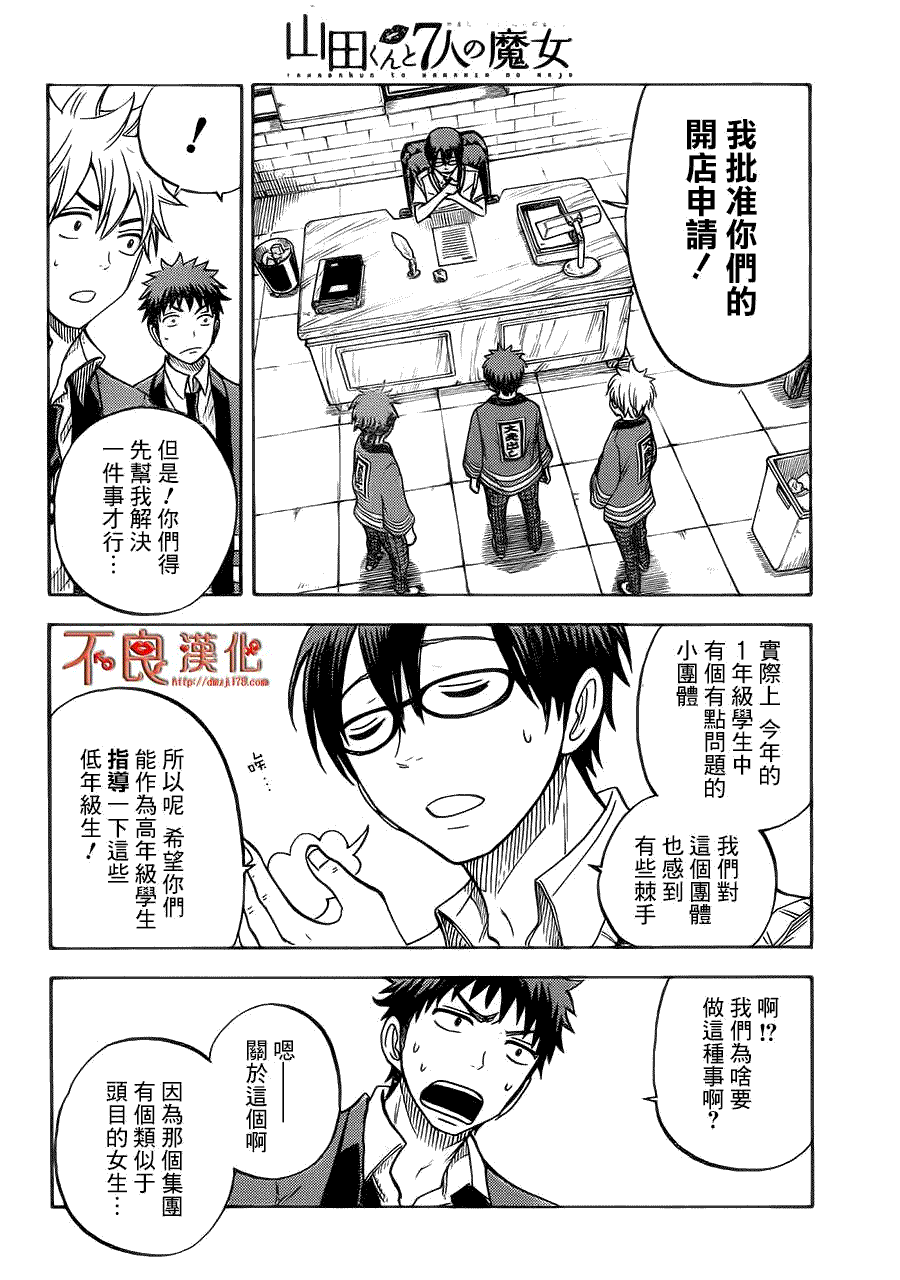 山田くんと7人の魔女
YAMADAKUN TO NANANIN NO MAJO
我批准你們的
開店申請！
！
但是！你們得
先幫我解決
一件事才行…
實際上 今年的
1年級學生中
有個有點問題的
小團體
我們對
這個團體
也感到
有些棘手
唉…
所以呢 希望你們
能作為高年級學生
指導一下這些
低年級生！
不良漢化
http://dmzj178.com
啊!?
我們為啥要
做這種事啊?
嗯——
關於這個啊
因為那個集團
有個類似于
頭目的女生…